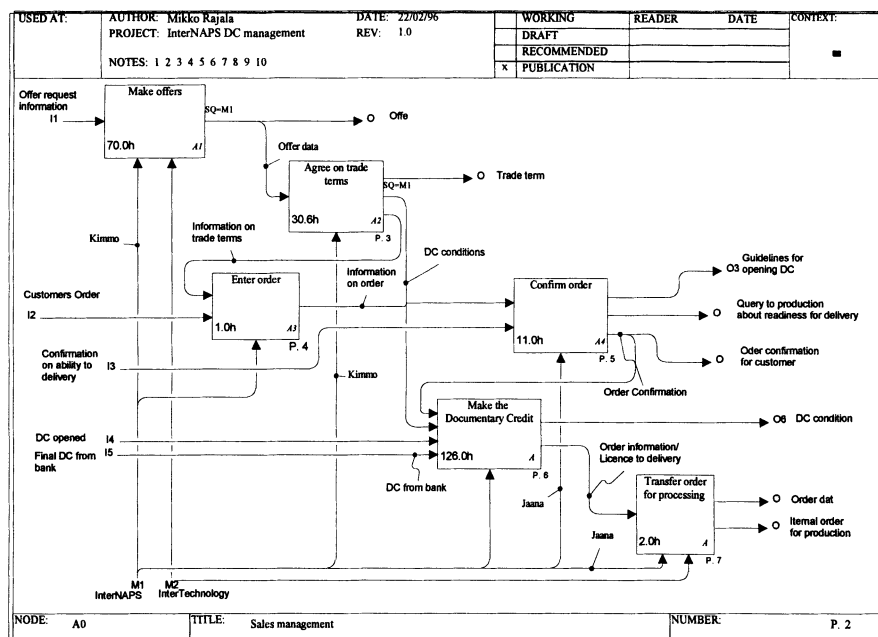 USED AT:
AUTHOR: Mikko Rajala
DATE: 22/02/96
WORKING
READER
DATE
CONTEXT:
PROJECT: InterNAPS DC management
REV: 1.0
DRAFT
RECOMMENDED
NOTES: 1 2 3 4 5 6 7 8 9 10
x PUBLICATION
Offer request
information
I1
Make offers
70.0h
A1
SQ=M1
O Offe
Offer data
Agree on trade
terms
30.6h
A2
SQ=M1
P. 3
O Trade term
Kimmo
Information on
trade terms
DC conditions
Customers Order
I2
Enter order
1.0h
A3
P. 4
Information
on order
Confirm order
11.0h
A4
P. 5
Guidelines for
O3 opening DC
O
Query to production
about readiness for delivery
O
Oder confirmation
for customer
Confirmation
on ability to
delivery
I3
Kimmo
Order Confirmation
DC opened I4
Final DC from
bank
I5
DC from bank
Make the
Documentary Credit
126.0h
A
P. 6
O6 DC condition
Order information/
Licence to delivery
Jaana
Transfer order
for processing
2.0h
A
P. 7
O Order dat
O
Iternal order
for production
Jaana
M1
InterNAPS
M2
InterTechnology
NODE: A0
TITLE: Sales management
NUMBER: P. 2